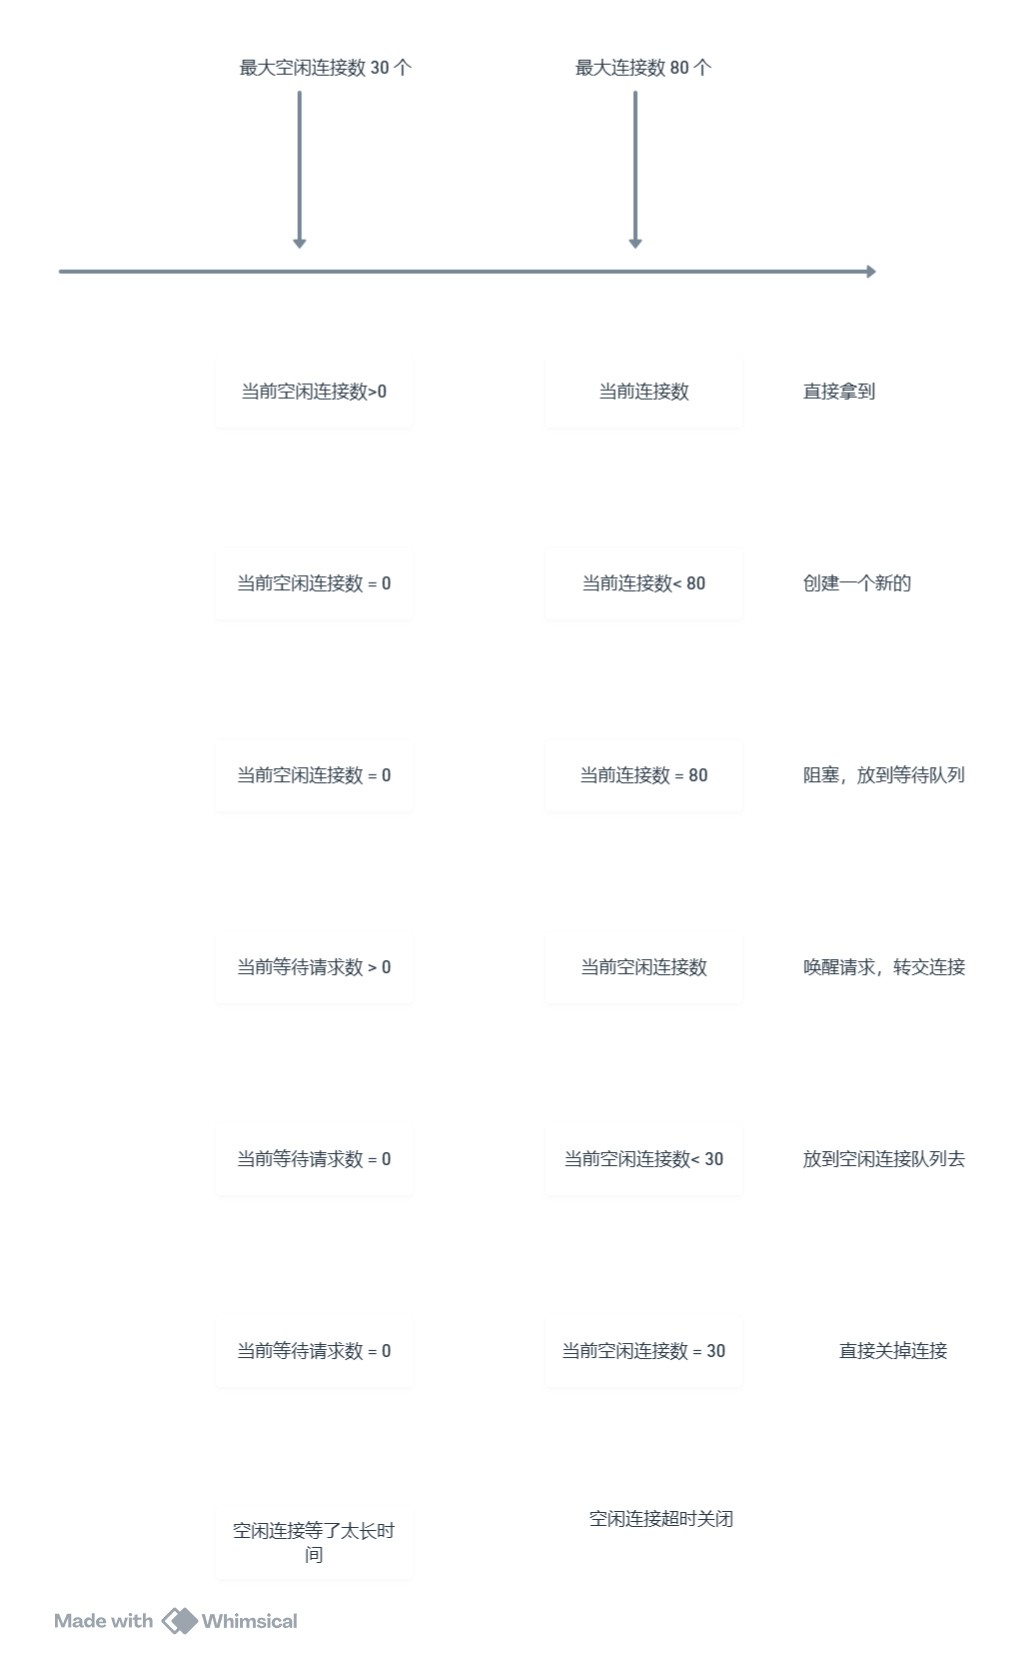 最大空闲连接数 30 个
最大连接数 80 个
当前空闲连接数>0
当前连接数
直接拿到
当前空闲连接数 = 0
当前连接数< 80
创建一个新的
当前空闲连接数 = 0
当前连接数 = 80
阻塞，放到等待队列
当前等待请求数 > 0
当前空闲连接数
唤醒请求，转交连接
当前等待请求数 = 0
当前空闲连接数< 30
放到空闲连接队列去
当前等待请求数 = 0
当前空闲连接数 = 30
直接关掉连接
空闲连接等了太长时
间
空闲连接超时关闭
Made with Whimsical